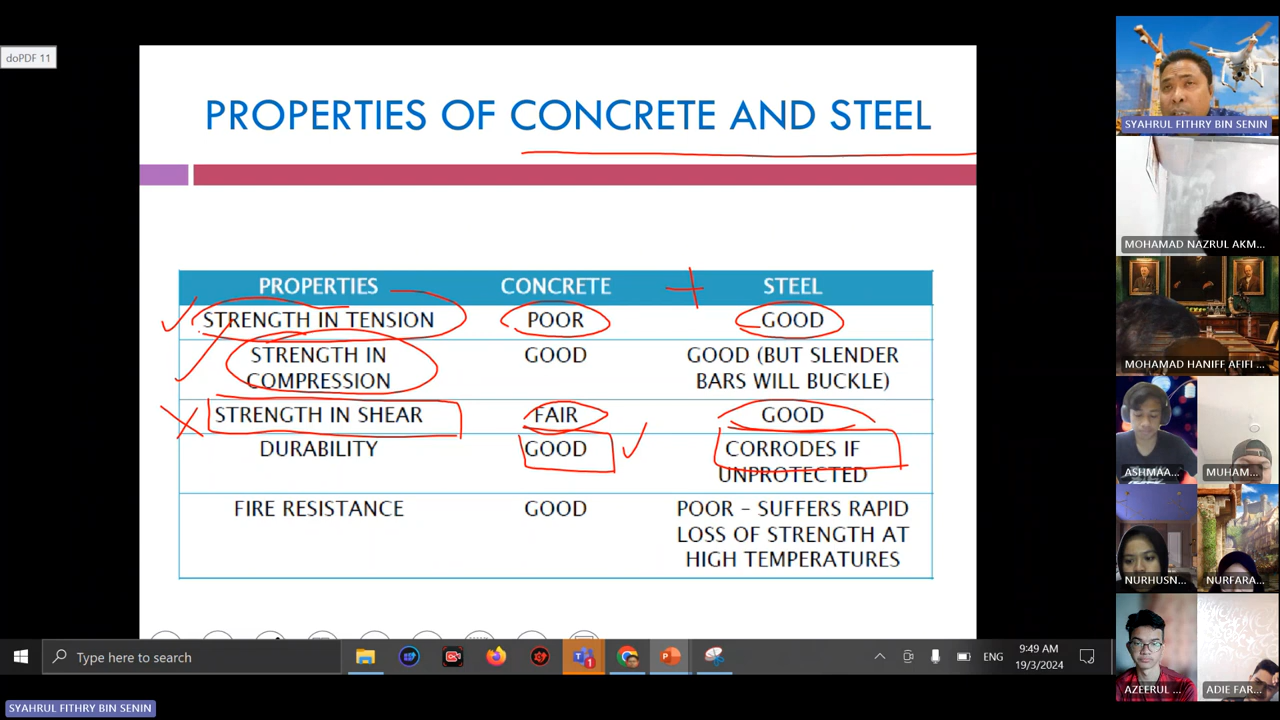 doPDF 11
PROPERTIES OF CONCRETE AND STEEL
PROPERTIES CONCRETE STEEL
STRENGTH IN TENSION POOR GOOD
STRENGTH IN COMPRESSION GOOD GOOD (BUT SLENDER BARS WILL BUCKLE)
STRENGTH IN SHEAR FAIR GOOD
DURABILITY GOOD CORRODES IF UNPROTECTED
FIRE RESISTANCE GOOD POOR – SUFFERS RAPID LOSS OF STRENGTH AT HIGH TEMPERATURES
SYAHRUL FITHRY BIN SENIN
MOHAMAD NAZRUL AKM...
MOHAMAD HANIFF AFIFI ...
ASHMAA... MUHAM...
NURHUSN... NURFARA...
AZEERUL ... ADIE FAR...
Type here to search
1
ENG
9:49 AM
19/3/2024
SYAHRUL FITHRY BIN SENIN